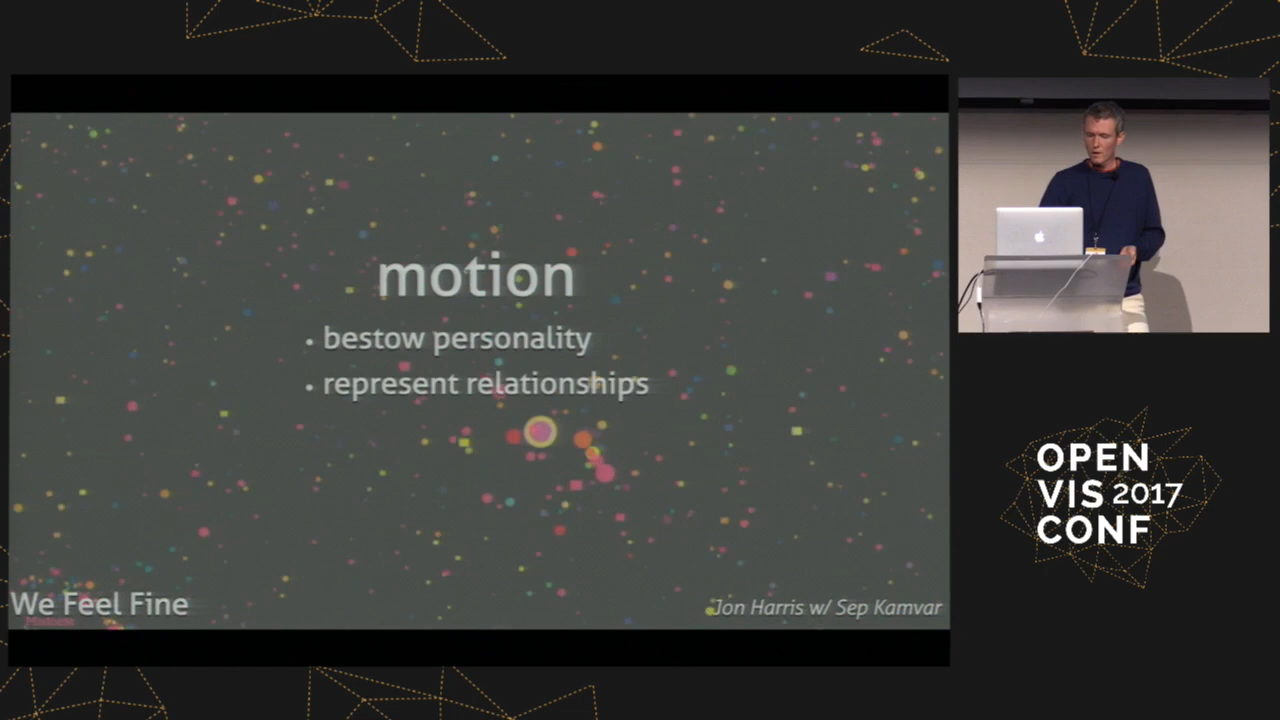 motion
• bestow personality
• represent relationships
We Feel Fine
Jon Harris w/ Sep Kamvar
OPEN
VIS 2017
CONF